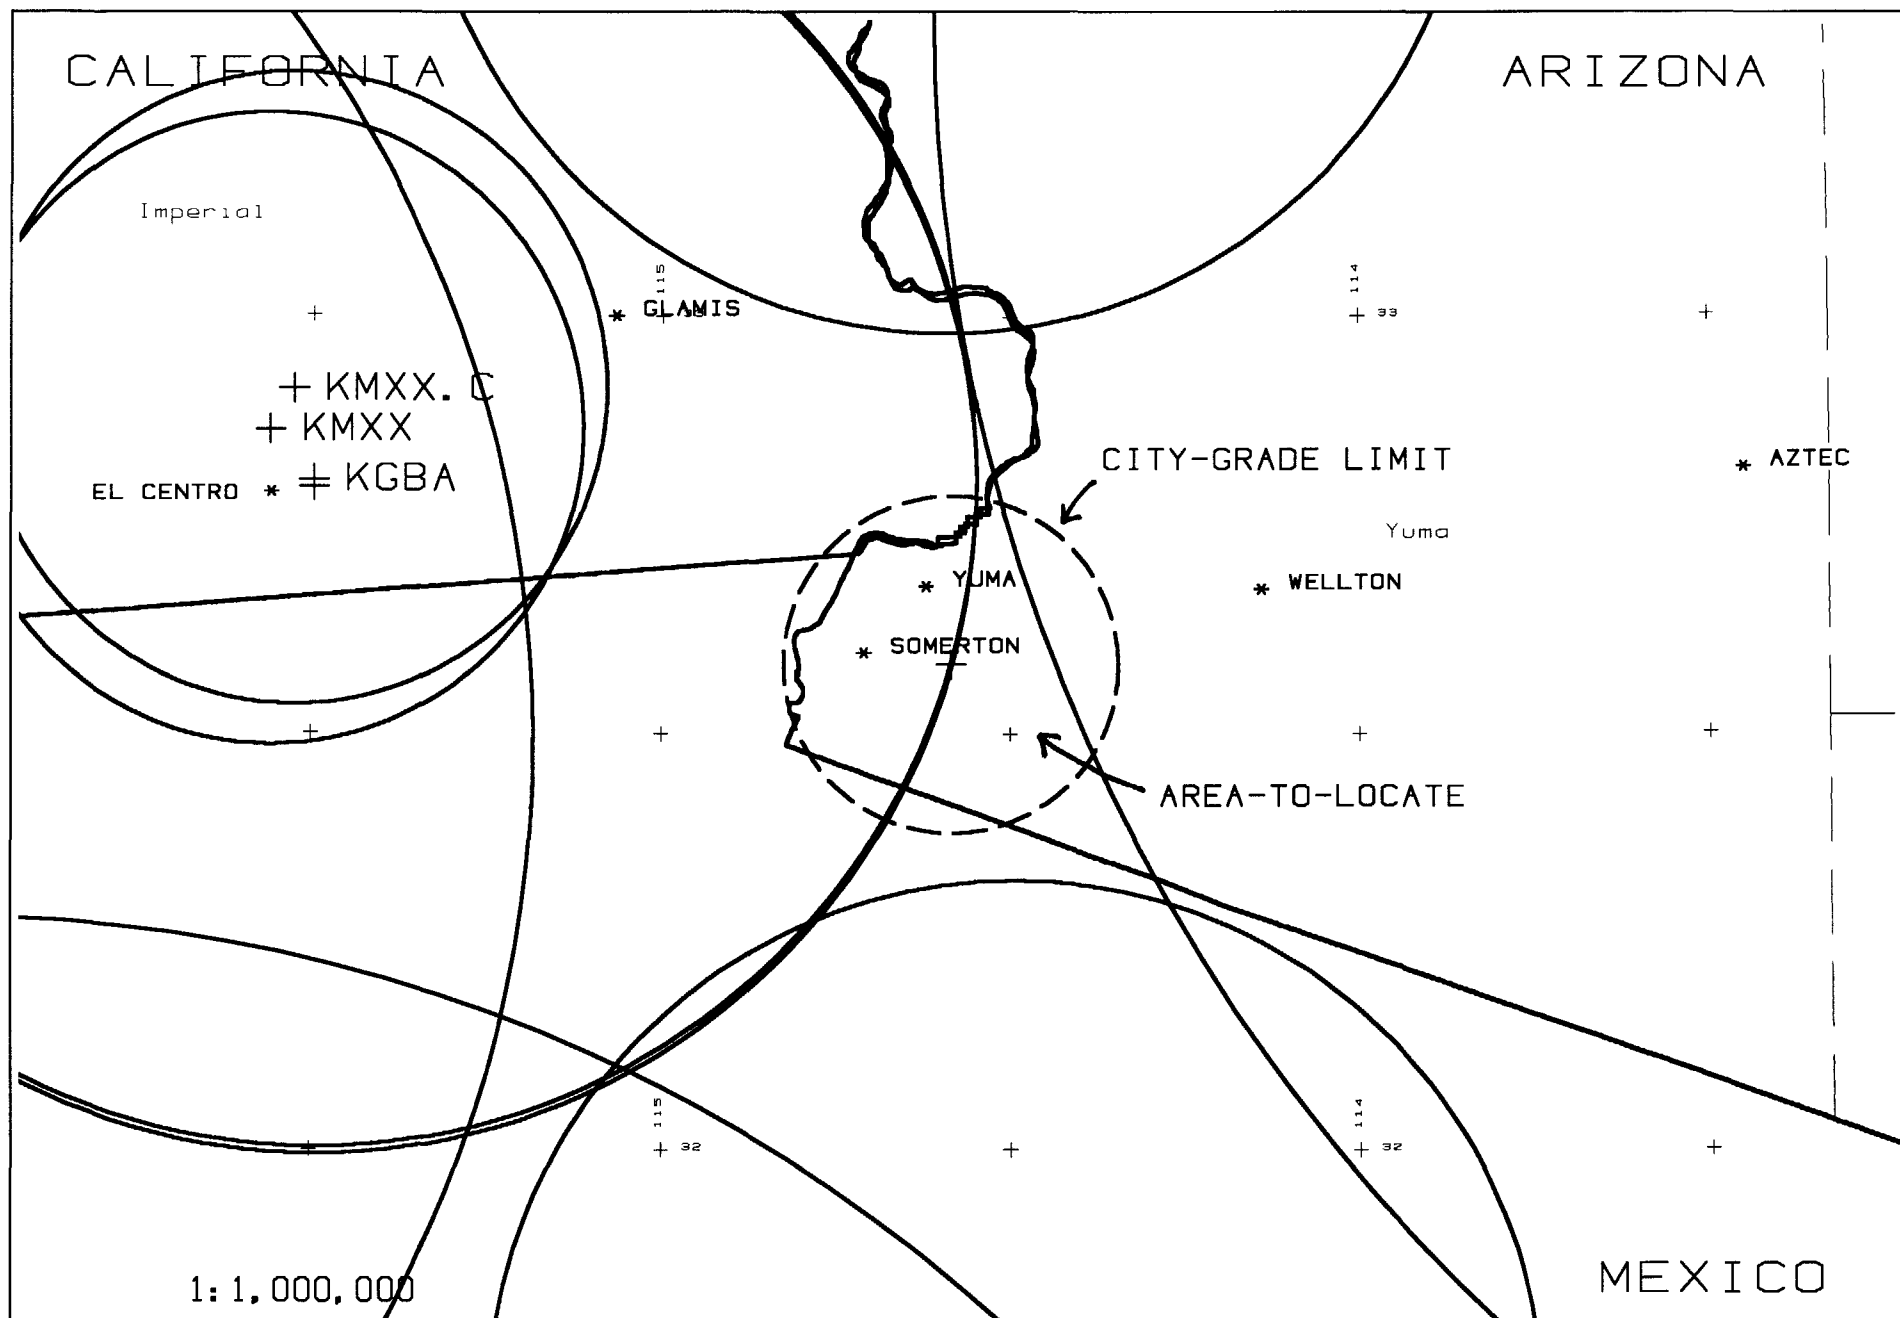 CALIFORNIA
ARIZONA
Imperial
115
114
GLAMIS
33
33
KMXX.C
KMXX
CITY-GRADE LIMIT
AZTEC
EL CENTRO
KGBA
Yuma
YUMA
WELLTON
SOMERTON
AREA-TO-LOCATE
115
114
32
32
MEXICO
1:1,000,000